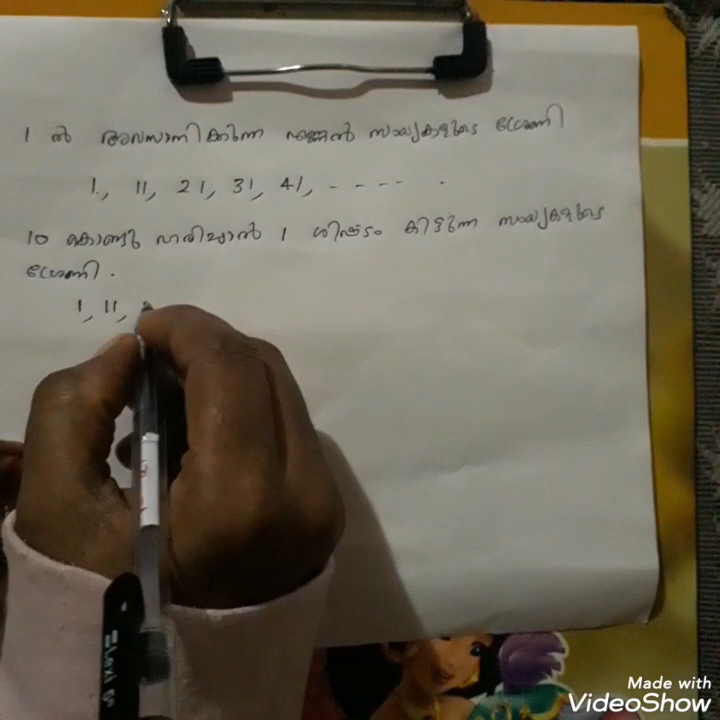 1 ൽ അവസാനിക്കുന്ന എണ്ണൽ സംഖ്യകളുടെ ശ്രേണി
1, 11, 21, 31, 41, - - - - .
10 കൊണ്ടു ഹരിച്ചാൽ 1 ശിഷ്ടം കിട്ടുന്ന സംഖ്യകളുടെ
ശ്രേണി.
1, 11,
Made with
VideoShow